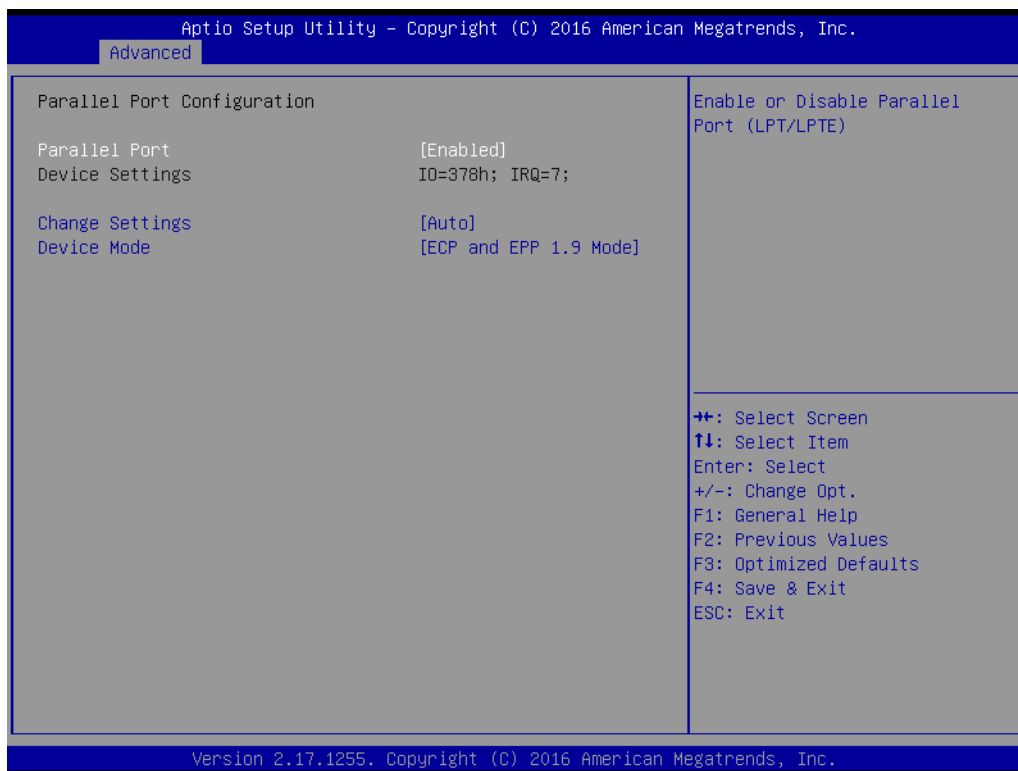 Aptio Setup Utility – Copyright (C) 2016 American Megatrends, Inc.
Advanced
Parallel Port Configuration
Parallel Port [Enabled]
Device Settings IO=378h; IRQ=7;
Change Settings [Auto]
Device Mode [ECP and EPP 1.9 Mode]
Enable or Disable Parallel
Port (LPT/LPTE)
→←: Select Screen
↑↓: Select Item
Enter: Select
+/-: Change Opt.
F1: General Help
F2: Previous Values
F3: Optimized Defaults
F4: Save & Exit
ESC: Exit
Version 2.17.1255. Copyright (C) 2016 American Megatrends, Inc.